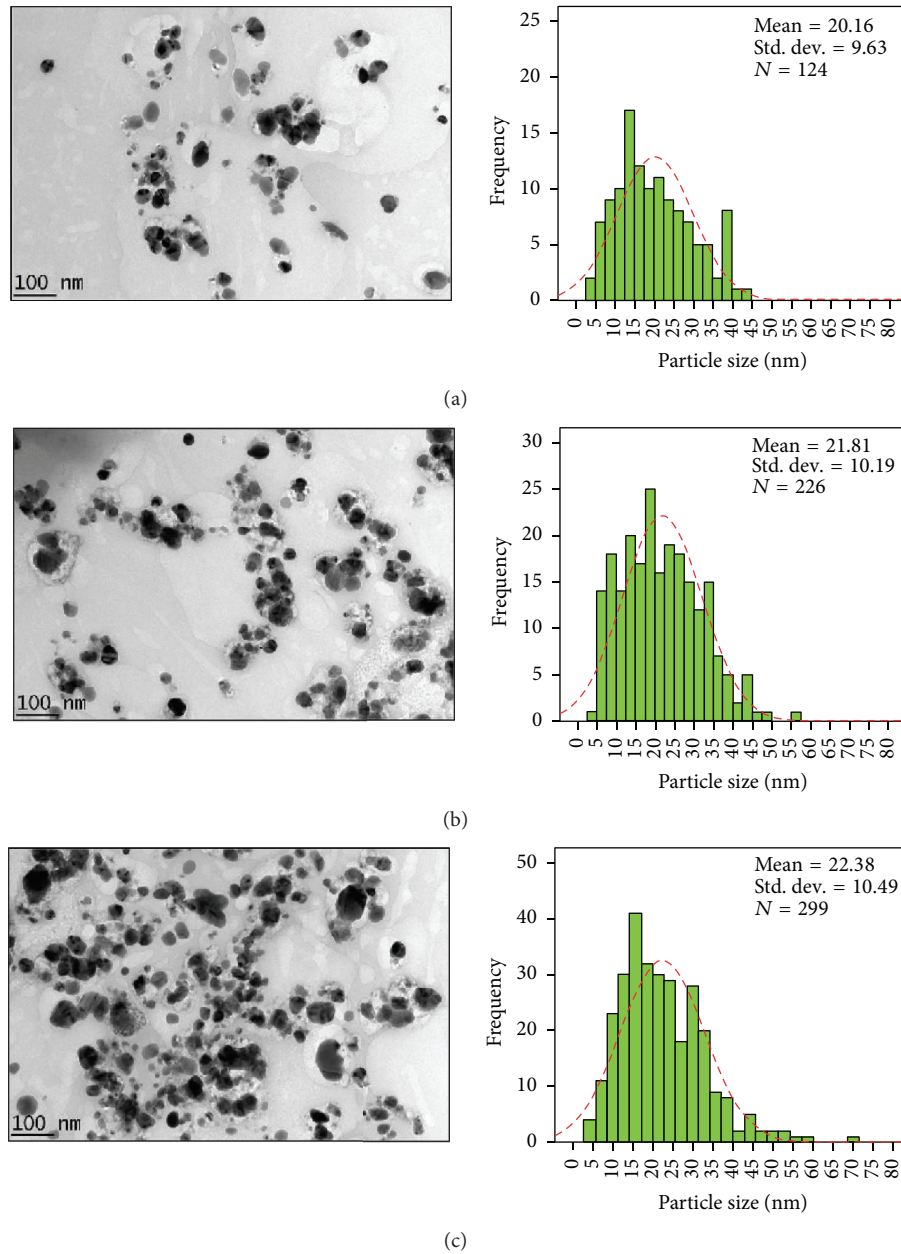 100 nm
Mean = 20.16
Std. dev. = 9.63
N = 124
Frequency
25
20
15
10
5
0
0 5 10 15 20 25 30 35 40 45 50 55 60 65 70 75 80
Particle size (nm)
(a)
100 nm
Mean = 21.81
Std. dev. = 10.19
N = 226
Frequency
30
25
20
15
10
5
0
0 5 10 15 20 25 30 35 40 45 50 55 60 65 70 75 80
Particle size (nm)
(b)
100 nm
Mean = 22.38
Std. dev. = 10.49
N = 299
Frequency
50
40
30
20
10
0
0 5 10 15 20 25 30 35 40 45 50 55 60 65 70 75 80
Particle size (nm)
(c)